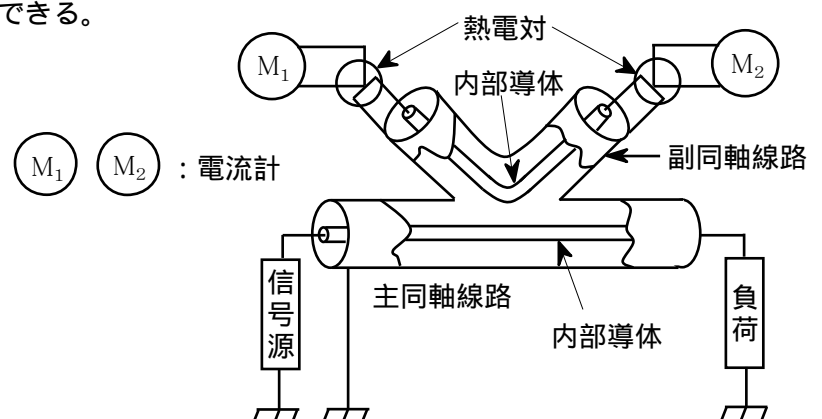 できる。
熱電対
M₁
M₂
内部導体
M₁ M₂ : 電流計
副同軸線路
信号源
主同軸線路
負荷
内部導体